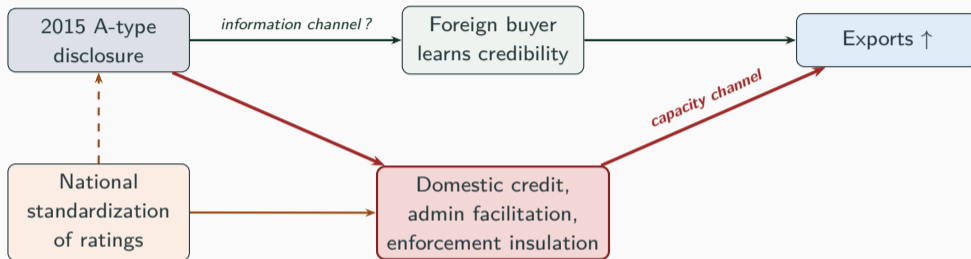 2015 A-type
disclosure
information channel ?
Foreign buyer
learns credibility
Exports ↑
capacity channel
National
standardization
of ratings
Domestic credit,
admin facilitation,
enforcement insulation